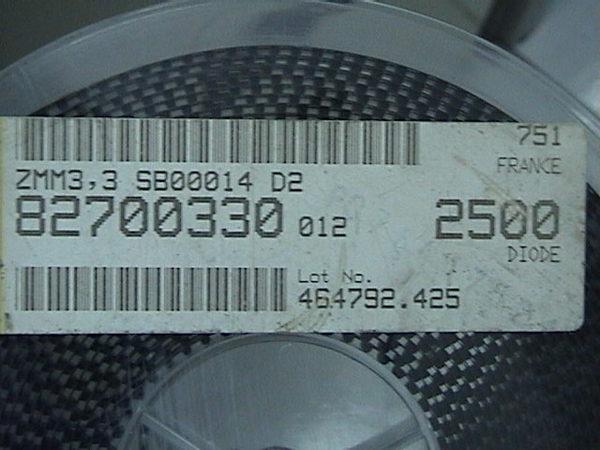 751
FRANCE
ZMM3,3 SB00014 D2
82700330 012 2500
DIODE
Lot No.
464792.425